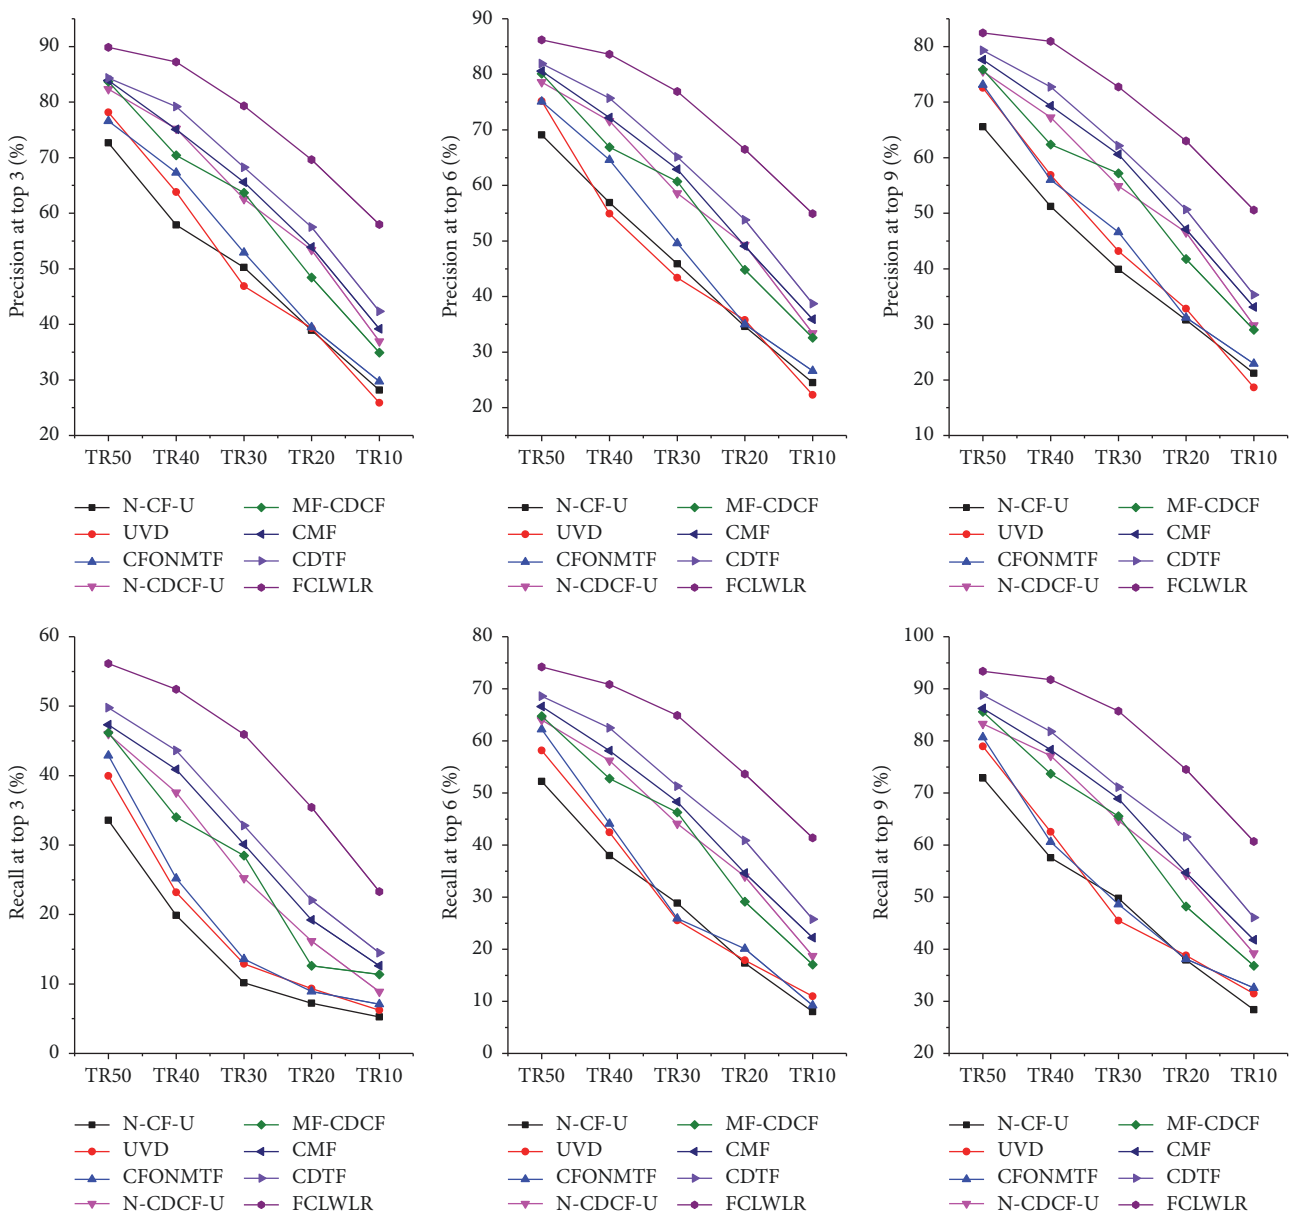 Precision at top 3 (%)
90
80
70
60
50
40
30
20
TR50 TR40 TR30 TR20 TR10
N-CF-U MF-CDCF
UVD CMF
CFONMTF CDTF
N-CDCF-U FCLWLR
Precision at top 6 (%)
90
80
70
60
50
40
30
20
TR50 TR40 TR30 TR20 TR10
N-CF-U MF-CDCF
UVD CMF
CFONMTF CDTF
N-CDCF-U FCLWLR
Precision at top 9 (%)
80
70
60
50
40
30
20
10
TR50 TR40 TR30 TR20 TR10
N-CF-U MF-CDCF
UVD CMF
CFONMTF CDTF
N-CDCF-U FCLWLR
Recall at top 3 (%)
60
50
40
30
20
10
0
TR50 TR40 TR30 TR20 TR10
N-CF-U MF-CDCF
UVD CMF
CFONMTF CDTF
N-CDCF-U FCLWLR
Recall at top 6 (%)
80
70
60
50
40
30
20
10
0
TR50 TR40 TR30 TR20 TR10
N-CF-U MF-CDCF
UVD CMF
CFONMTF CDTF
N-CDCF-U FCLWLR
Recall at top 9 (%)
100
90
80
70
60
50
40
30
20
TR50 TR40 TR30 TR20 TR10
N-CF-U MF-CDCF
UVD CMF
CFONMTF CDTF
N-CDCF-U FCLWLR